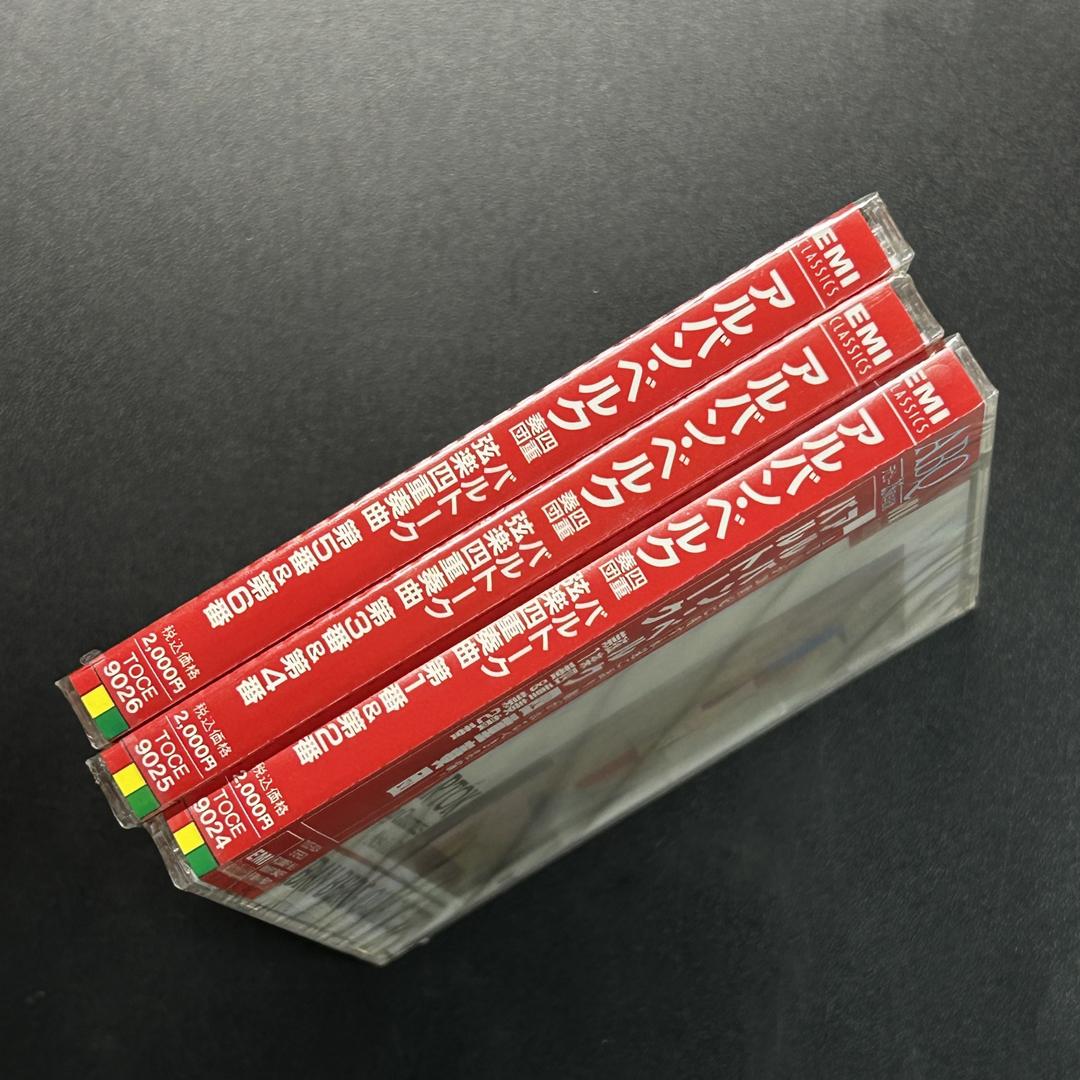 EMI
CLASSICS
アルバン・ベルク
四重
奏団
バルトーク
弦楽四重奏曲 第5番&第6番
税込価格
2,000円
TOCE
9026
EMI
CLASSICS
アルバン・ベルク
四重
奏団
バルトーク
弦楽四重奏曲 第3番&第4番
税込価格
2,000円
TOCE
9025
EMI
CLASSICS
アルバン・ベルク
四重
奏団
バルトーク
弦楽四重奏曲 第1番&第2番
税込価格
2,000円
TOCE
9024
EMI